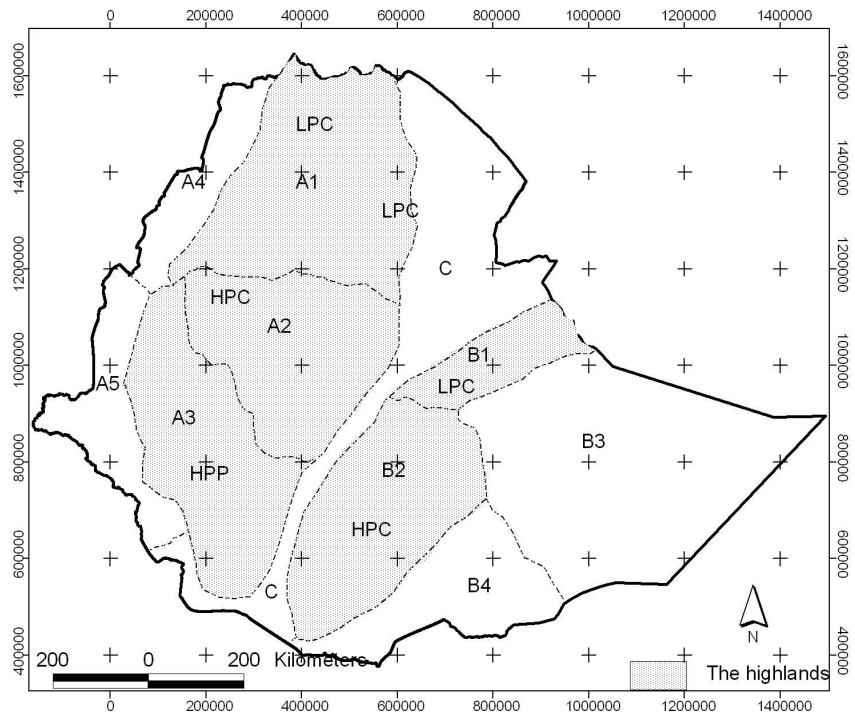 0 200000 400000 600000 800000 1000000 1200000 1400000
1600000 1600000
LPC
1400000 A4 A1 1400000
LPC
1200000 C 1200000
HPC
A2
B1
1000000 1000000
A5 LPC
A3
B3
800000 HPP B2 800000
HPC
600000 600000
C B4
N
400000 400000
200 0 200 Kilometers
The highlands
0 200000 400000 600000 800000 1000000 1200000 1400000